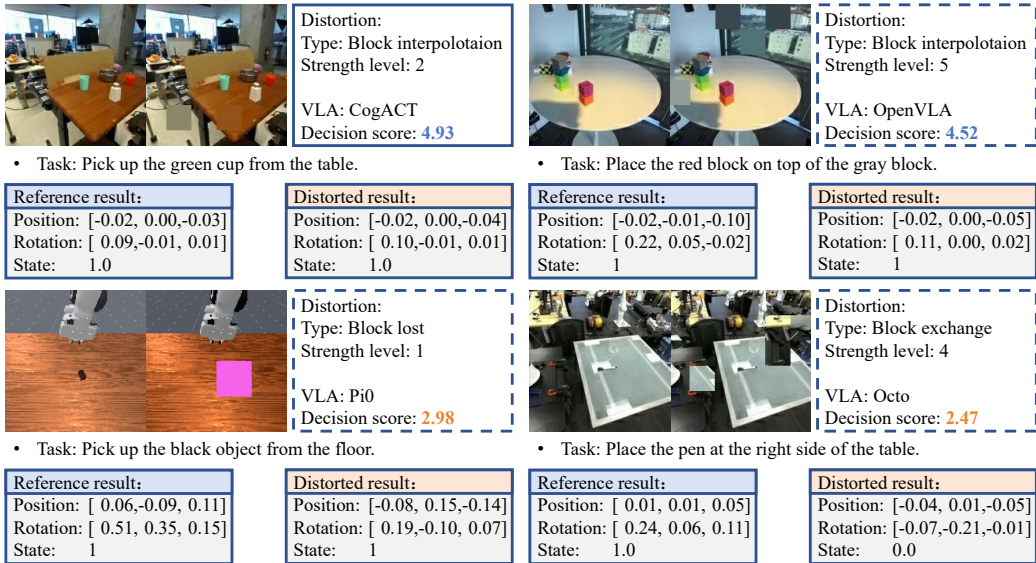 Distortion:
Type: Block interpolotaion
Strength level: 2
VLA: CogACT
Decision score: 4.93
• Task: Pick up the green cup from the table.
Reference result:
Position: [-0.02, 0.00,-0.03]
Rotation: [ 0.09,-0.01, 0.01]
State: 1.0
Distorted result:
Position: [-0.02, 0.00,-0.04]
Rotation: [ 0.10,-0.01, 0.01]
State: 1.0
Distortion:
Type: Block interpolotaion
Strength level: 5
VLA: OpenVLA
Decision score: 4.52
• Task: Place the red block on top of the gray block.
Reference result:
Position: [-0.02,-0.01,-0.10]
Rotation: [ 0.22, 0.05,-0.02]
State: 1
Distorted result:
Position: [-0.02, 0.00,-0.05]
Rotation: [ 0.11, 0.00, 0.02]
State: 1
Distortion:
Type: Block lost
Strength level: 1
VLA: Pi0
Decision score: 2.98
• Task: Pick up the black object from the floor.
Reference result:
Position: [ 0.06,-0.09, 0.11]
Rotation: [ 0.51, 0.35, 0.15]
State: 1
Distorted result:
Position: [-0.08, 0.15,-0.14]
Rotation: [ 0.19,-0.10, 0.07]
State: 1
Distortion:
Type: Block exchange
Strength level: 4
VLA: Octo
Decision score: 2.47
• Task: Place the pen at the right side of the table.
Reference result:
Position: [ 0.01, 0.01, 0.05]
Rotation: [ 0.24, 0.06, 0.11]
State: 1.0
Distorted result:
Position: [-0.04, 0.01,-0.05]
Rotation: [-0.07,-0.21,-0.01]
State: 0.0